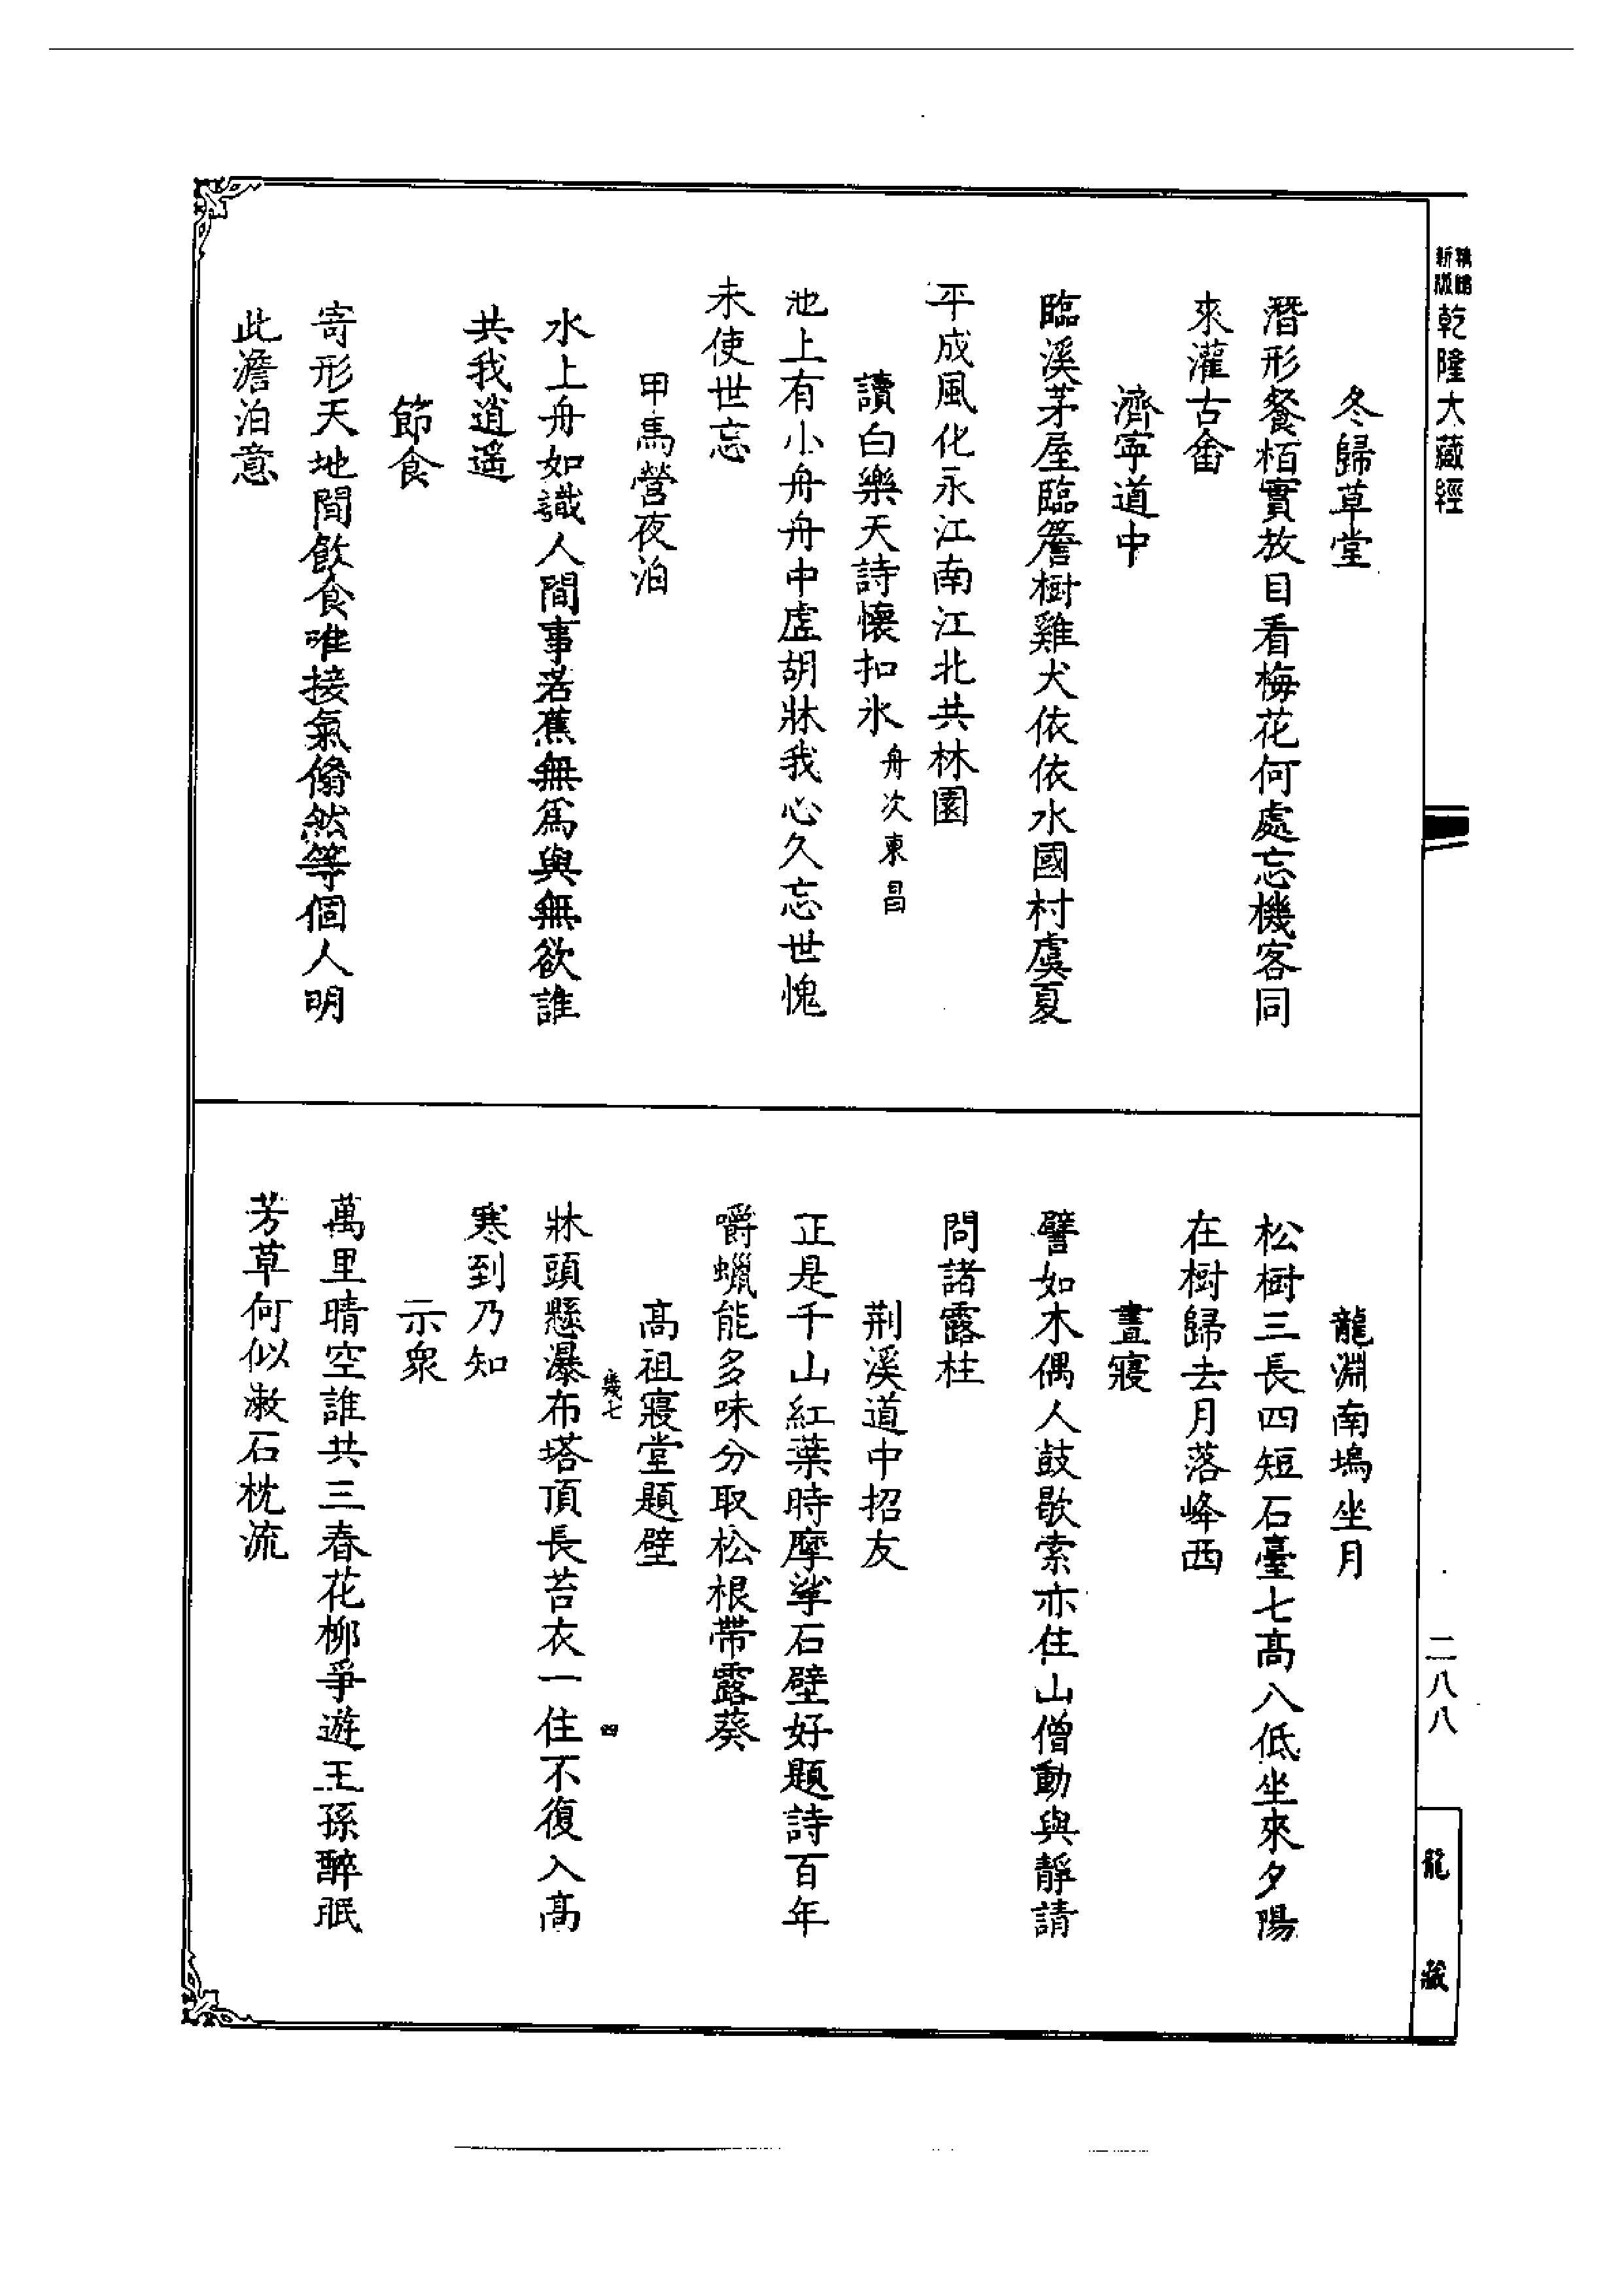 新版
乾隆大藏經
冬歸草堂
潛形餐栢實放目看梅花何處忘機客同
來灌古畬
濟寧道中
臨溪茅屋臨簷樹雞犬依依水國村虞夏
平成風化永江南江北共林園
讀白樂天詩懷扣氷舟次東昌
池上有小舟舟中虛胡牀我心久忘世愧
未使世忘
甲馬營夜泊
水上舟如識人間事若蕉無為與無欲誰
共我逍遥
節食
寄形天地間飲食唯接氣翛然等個人明
此澹泊意
龍淵南塢坐月
松樹三長四短石臺七高八低坐來夕陽
在樹歸去月落峰西
晝寢
譬如木偶人鼓歇索亦住山僧動與靜請
問諸露柱
荆溪道中招友
正是千山紅葉時摩挲石壁好題詩百年
嚼蠟能多味分取松根帶露葵
高祖寢堂題壁
幾七
四
牀頭懸瀑布塔頂長苔衣一住不復入高
寒到乃知
示衆
萬里晴空誰共三春花柳爭遊王孫醉眠
芳草何似漱石枕流
二八八
龍藏